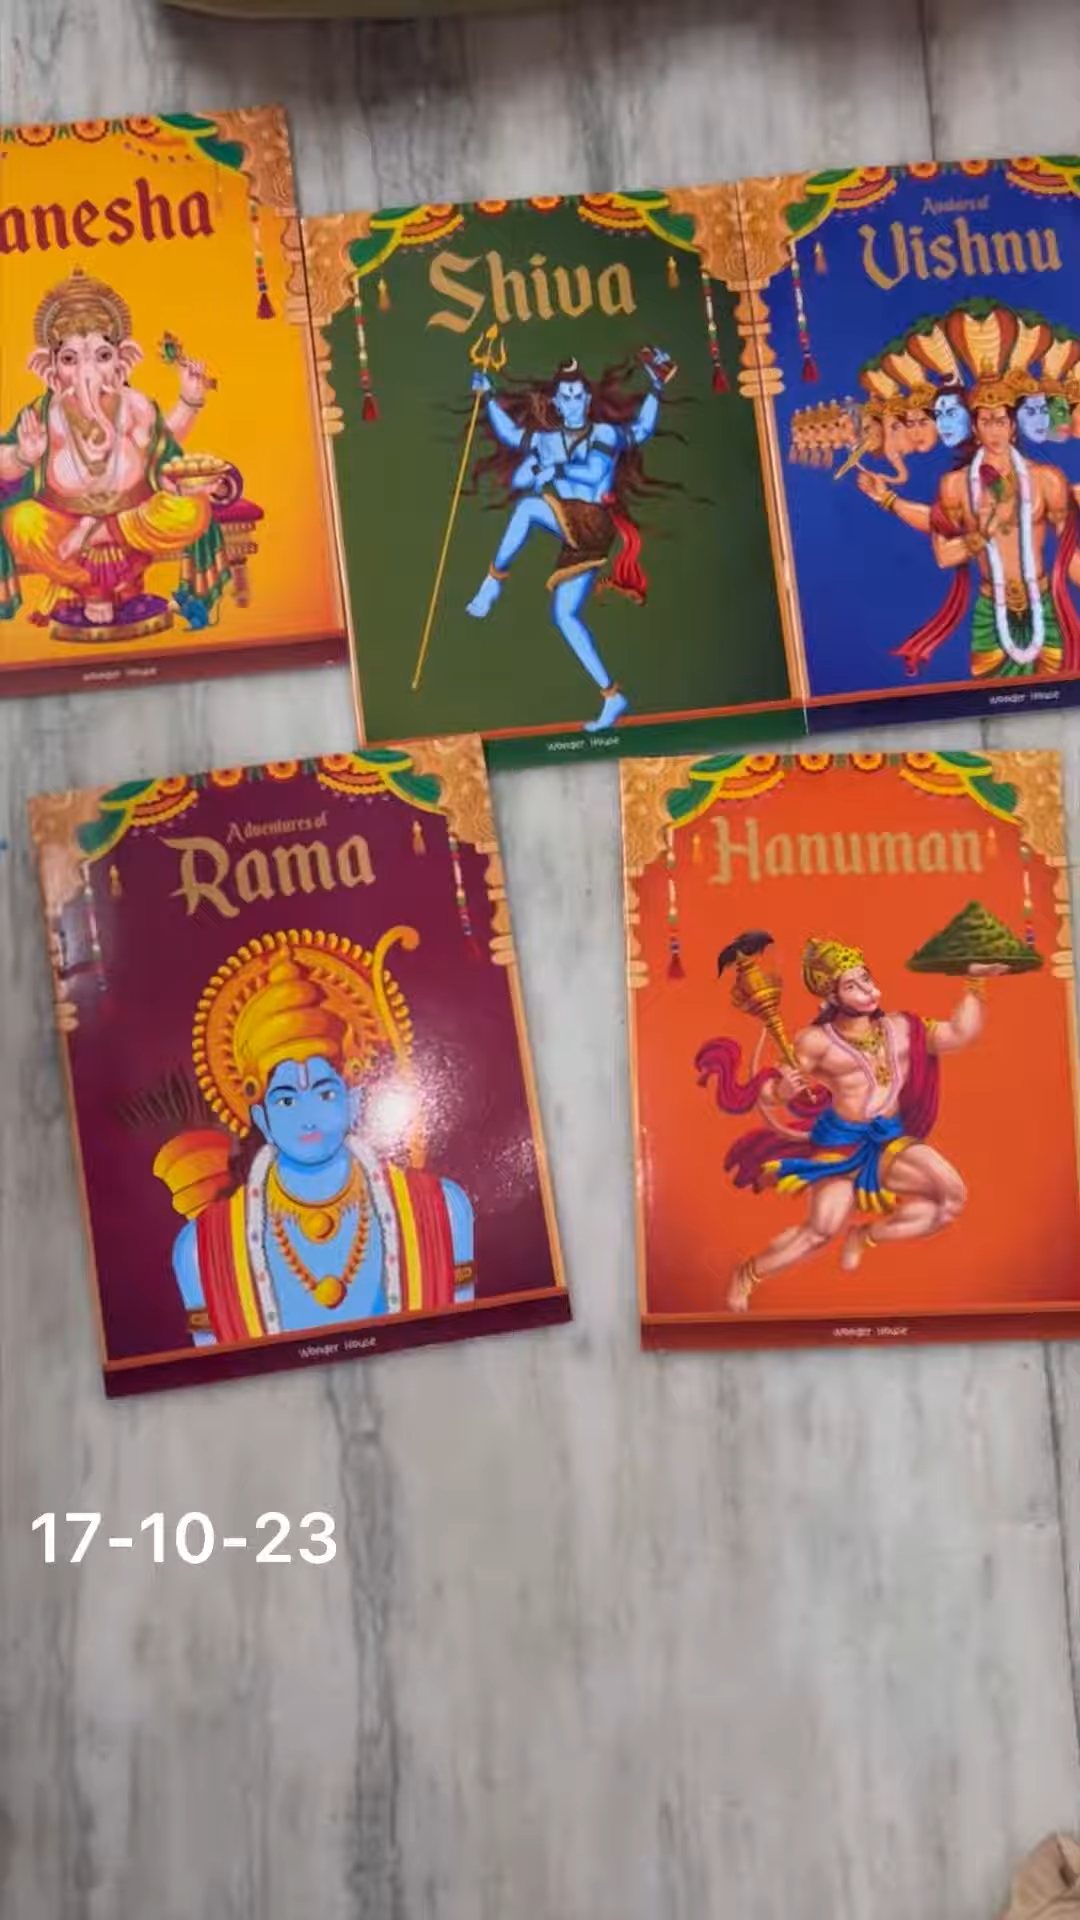 anesha
Shiva
Avatars of
Vishnu
Wonder House
Wonder House
Wonder House
Adventures of
Rama
Hanuman
Wonder House
Wonder House
17-10-23